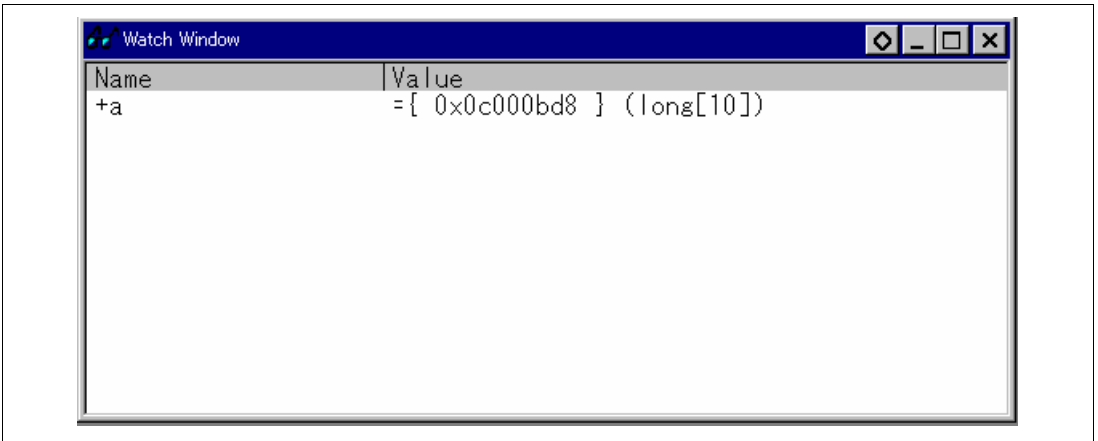 Watch Window
Name Value
+a ={ 0x0c000bd8 } (long[10])